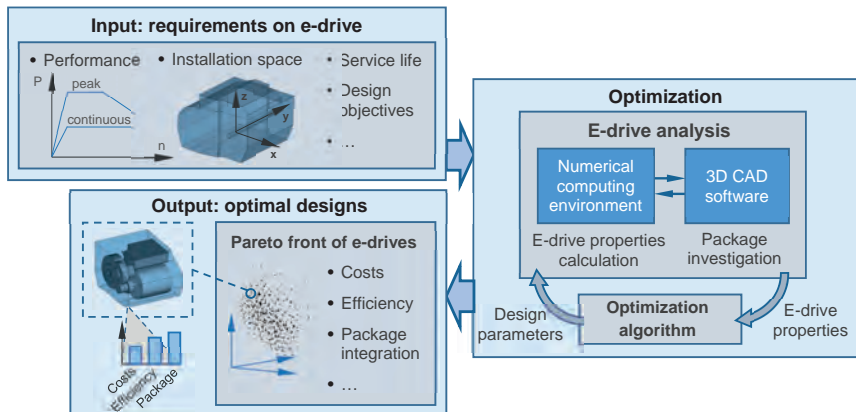 Input: requirements on e-drive
• Performance
P
peak
continuous
n
• Installation space
z
y
x
• Service life
• Design
objectives
• ...
Optimization
E-drive analysis
Numerical
computing
environment
3D CAD
software
E-drive properties
calculation
Package
investigation
Design
parameters
Optimization
algorithm
E-drive
properties
Output: optimal designs
Costs
Efficiency
Package
Pareto front of e-drives
• Costs
• Efficiency
• Package
integration
• ...